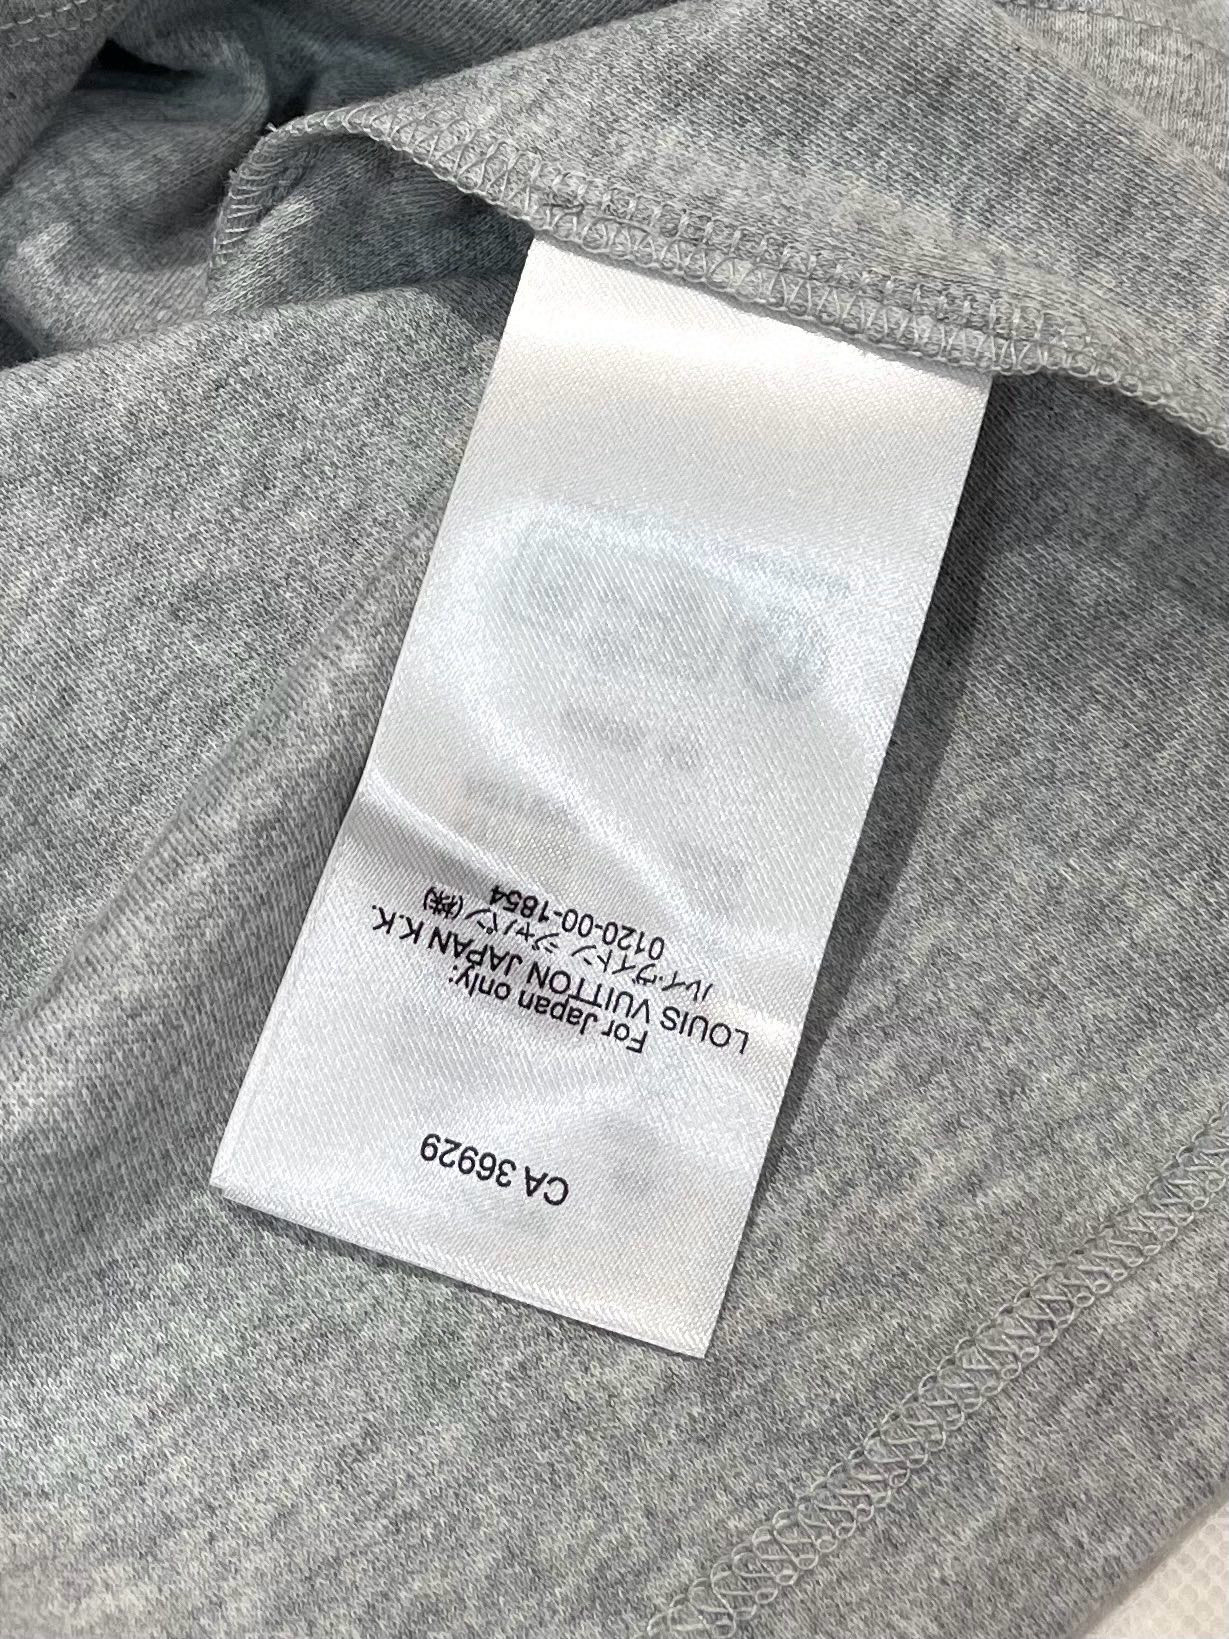 CA 36929
For Japan only:
LOUIS VUITTON JAPAN K.K.
ルイ・ヴィトン ジャパン(株)
0120-00-1854